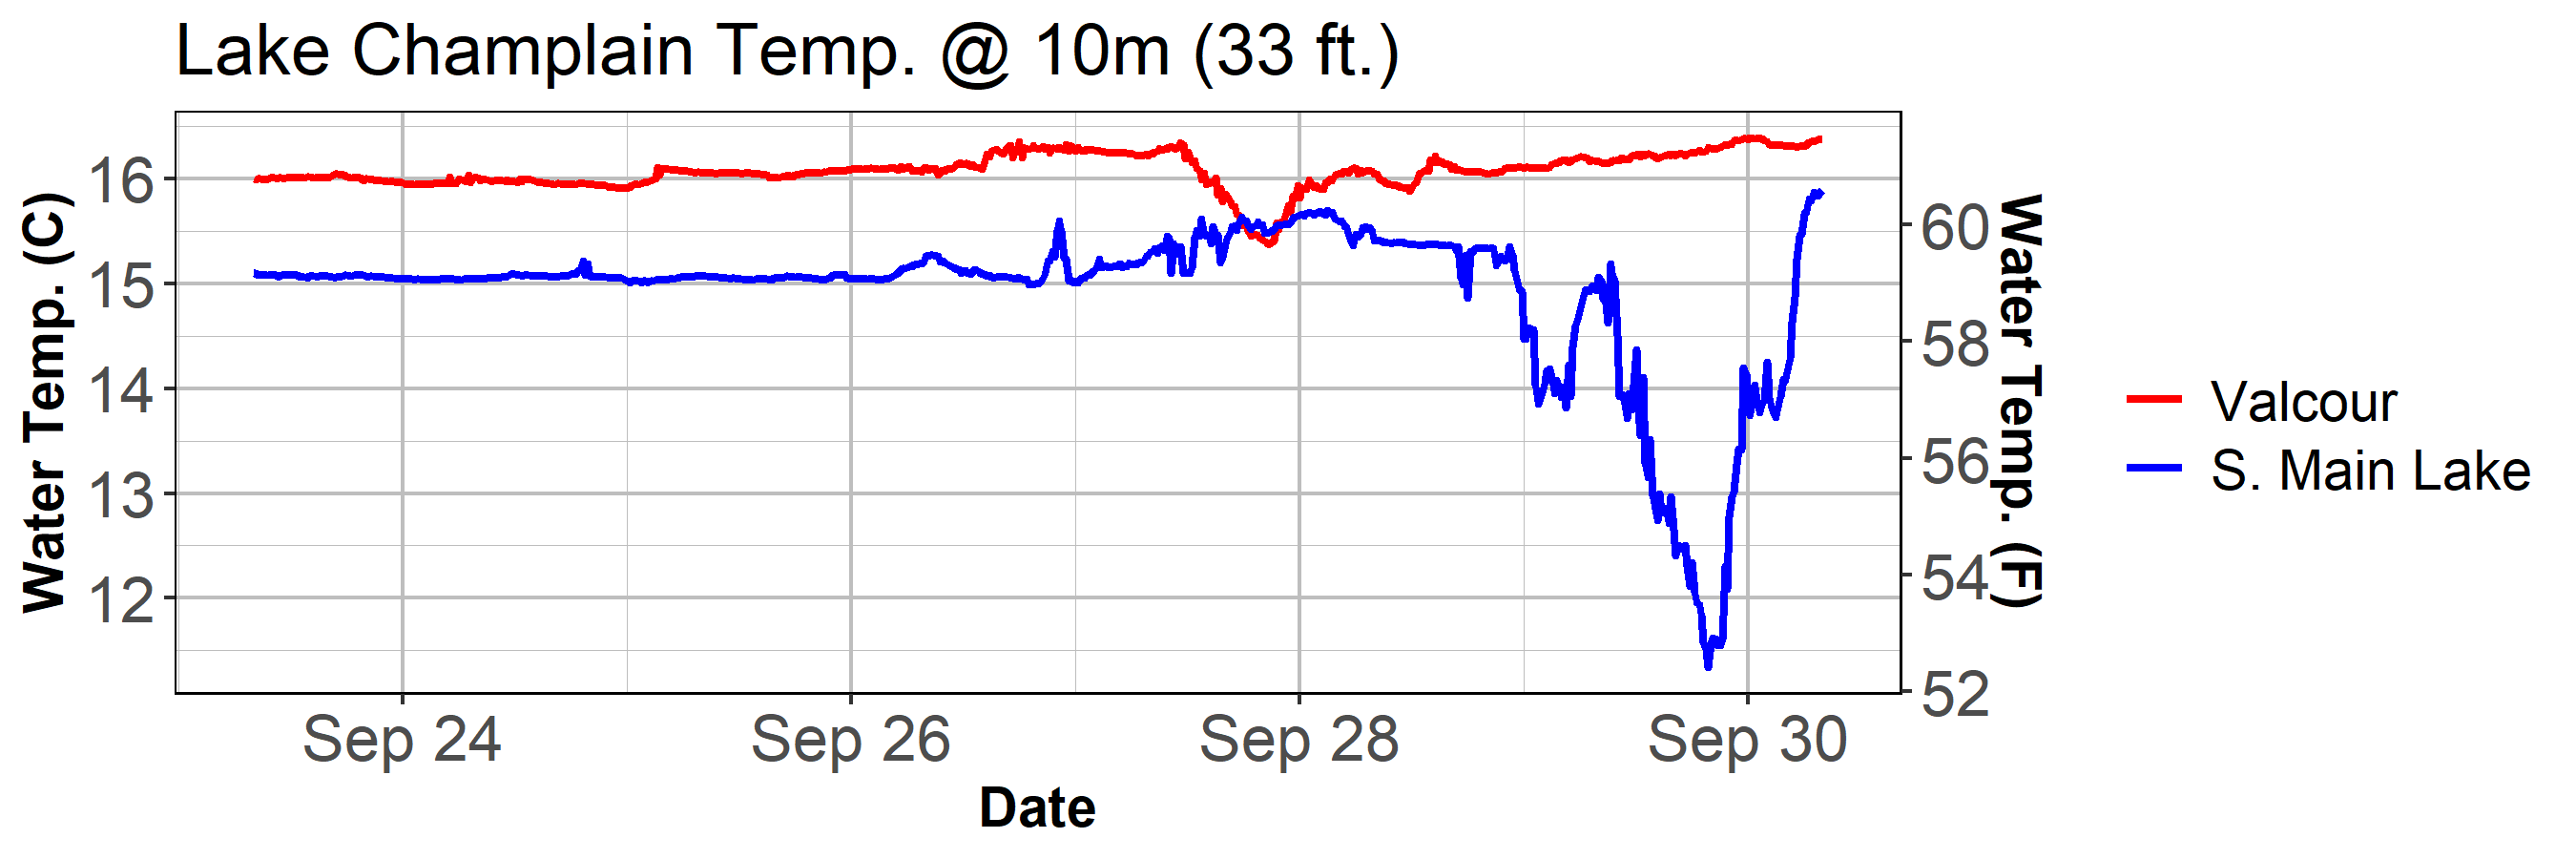 Lake Champlain Temp. @ 10m (33 ft.)
Water Temp. (C)
16
15
14
13
12
60
58
56
54
52
Water Temp. (F)
Sep 24
Sep 26
Sep 28
Sep 30
Date
Valcour
S. Main Lake